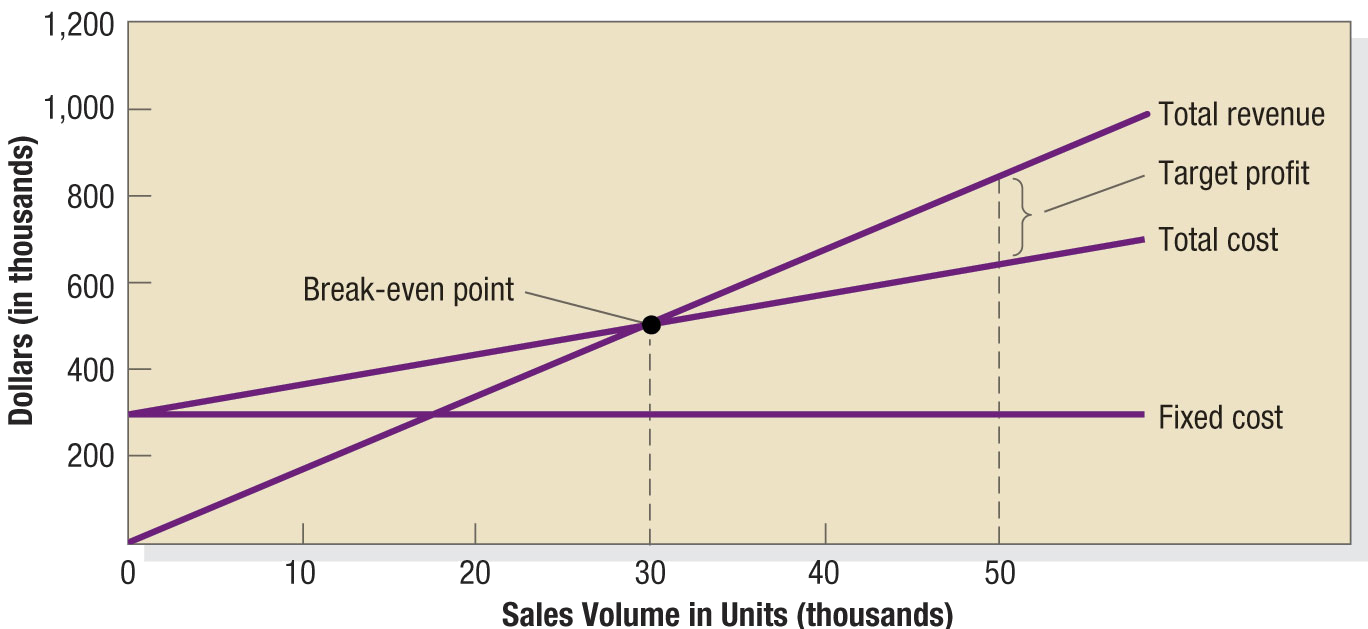 1,200
1,000
800
600
400
200
Dollars (in thousands)
Total revenue
Target profit
Total cost
Break-even point
Fixed cost
0 10 20 30 40 50
Sales Volume in Units (thousands)